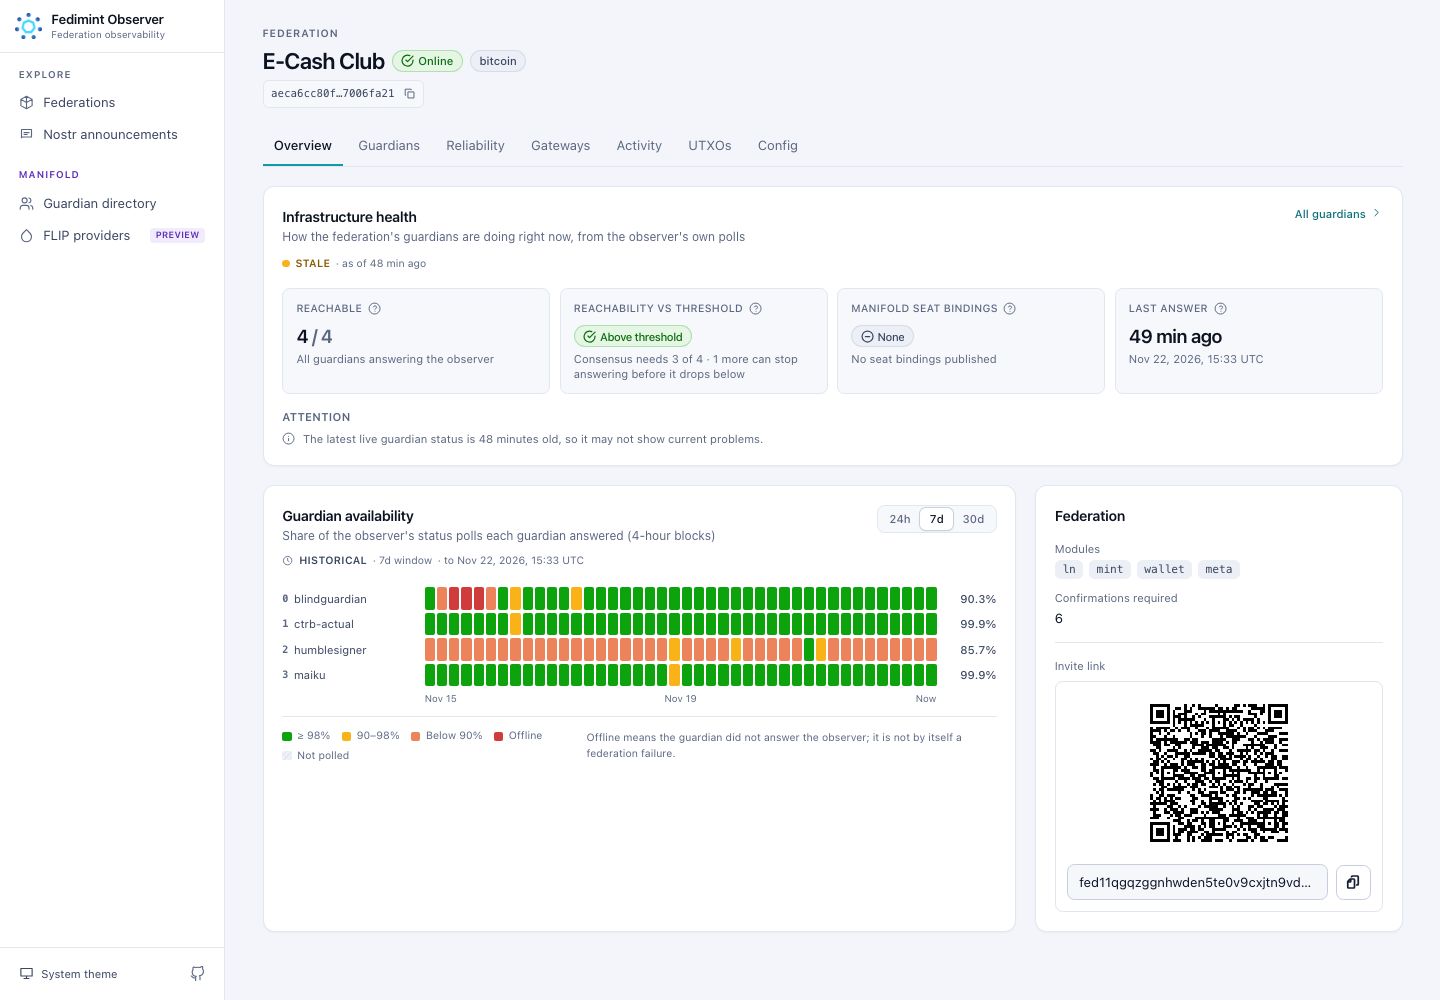 Fedimint Observer
Federation observability
EXPLORE
Federations
Nostr announcements
MANIFOLD
Guardian directory
FLIP providers PREVIEW
System theme
FEDERATION
E-Cash Club Online bitcoin
aeca6cc80f…7006fa21
Overview Guardians Reliability Gateways Activity UTXOs Config
Infrastructure health
All guardians
How the federation's guardians are doing right now, from the observer's own polls
STALE · as of 48 min ago
REACHABLE
4 / 4
All guardians answering the observer
REACHABILITY VS THRESHOLD
Above threshold
Consensus needs 3 of 4 · 1 more can stop
answering before it drops below
MANIFOLD SEAT BINDINGS
None
No seat bindings published
LAST ANSWER
49 min ago
Nov 22, 2026, 15:33 UTC
ATTENTION
The latest live guardian status is 48 minutes old, so it may not show current problems.
Guardian availability
24h 7d 30d
Share of the observer's status polls each guardian answered (4-hour blocks)
HISTORICAL · 7d window · to Nov 22, 2026, 15:33 UTC
0 blindguardian 90.3%
1 ctrb-actual 99.9%
2 humblesigner 85.7%
3 maiku 99.9%
Nov 15 Nov 19 Now
≥ 98% 90–98% Below 90% Offline
Not polled
Offline means the guardian did not answer the observer; it is not by itself a
federation failure.
Federation
Modules
ln mint wallet meta
Confirmations required
6
Invite link
fed11qgqzggnhwden5te0v9cxjtn9vd…